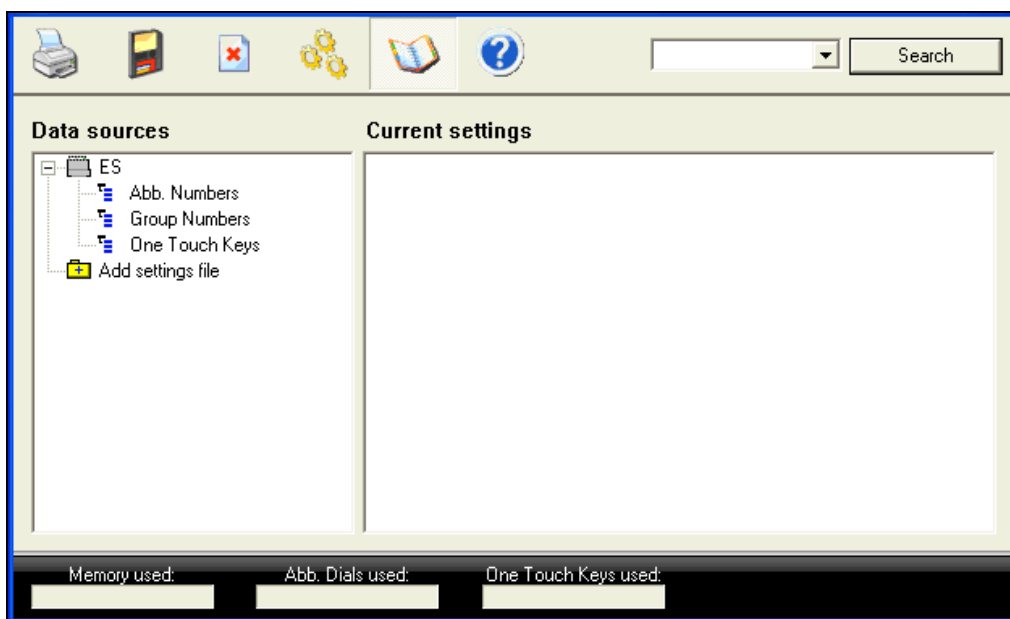 Search
Data sources
Current settings
ES
Abb. Numbers
Group Numbers
One Touch Keys
Add settings file
Memory used:
Abb. Dials used:
One Touch Keys used: